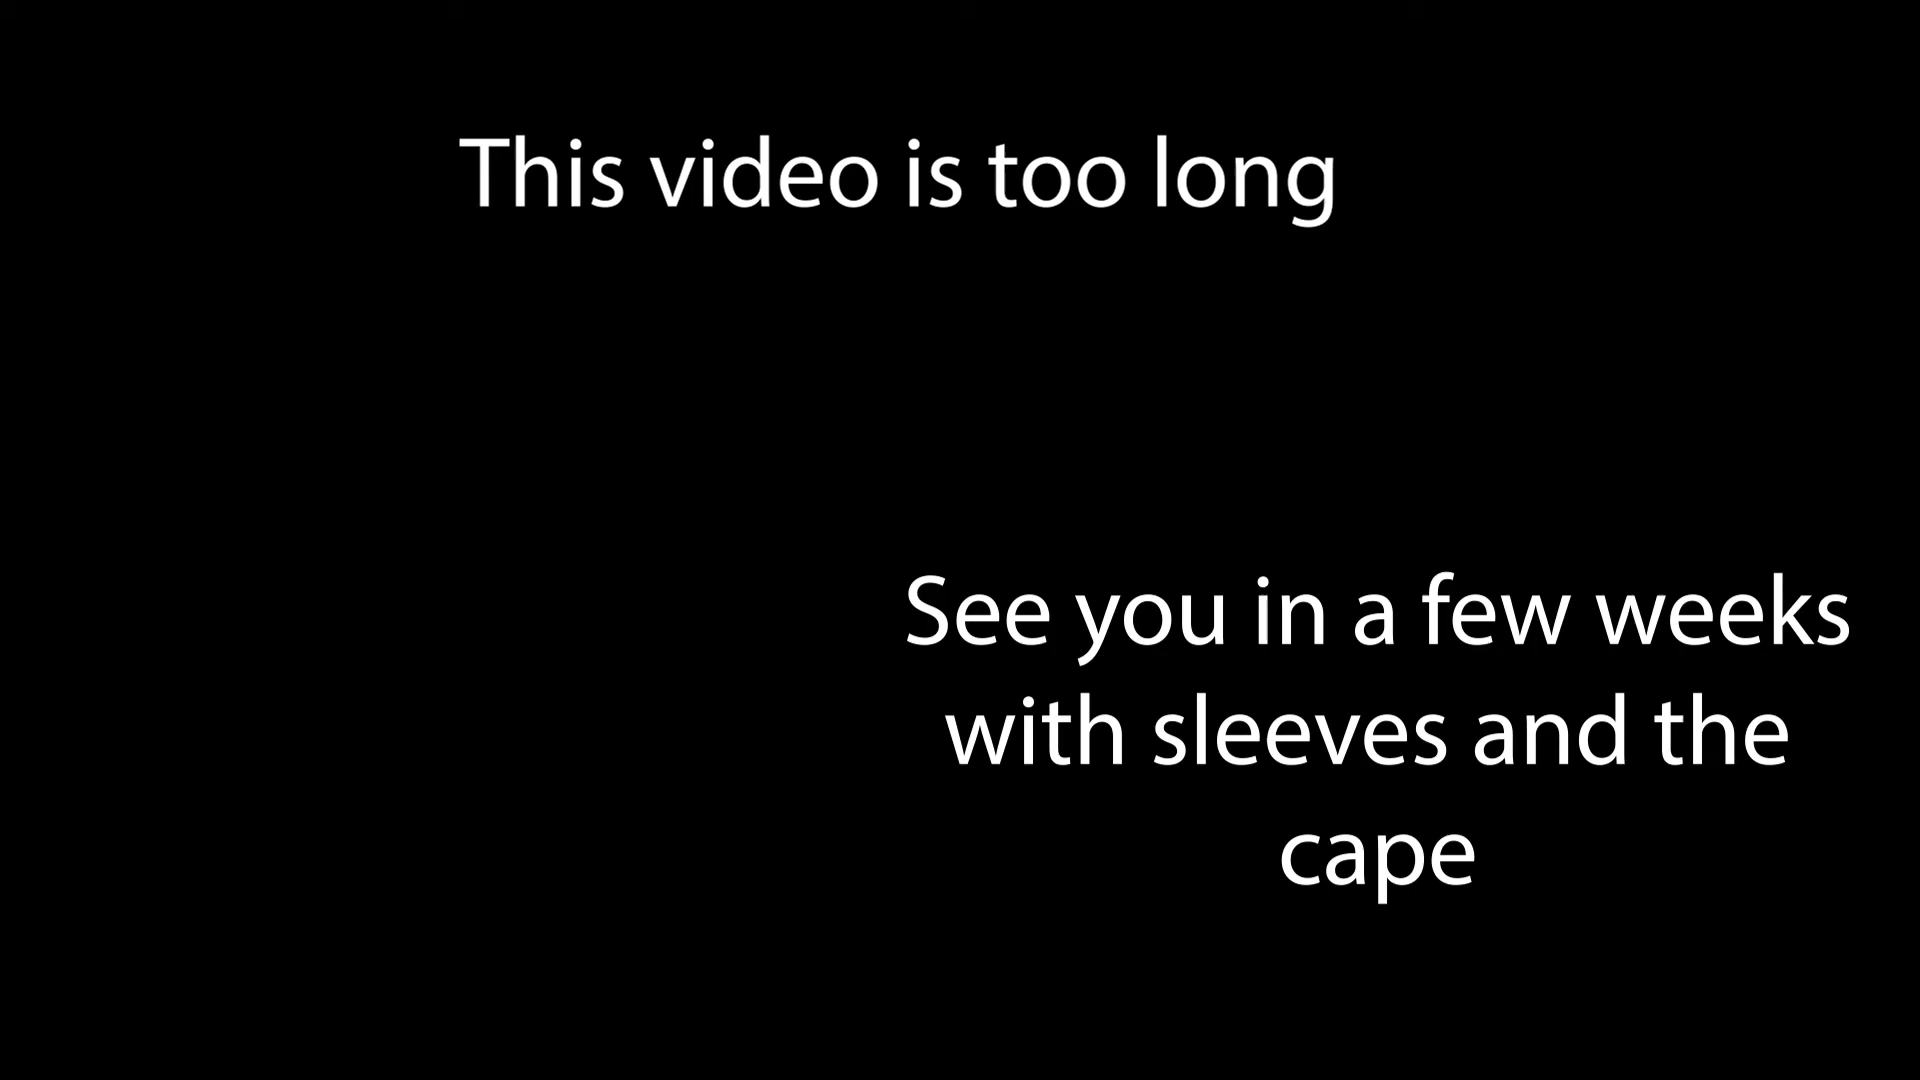 This video is too long
See you in a few weeks
with sleeves and the
cape